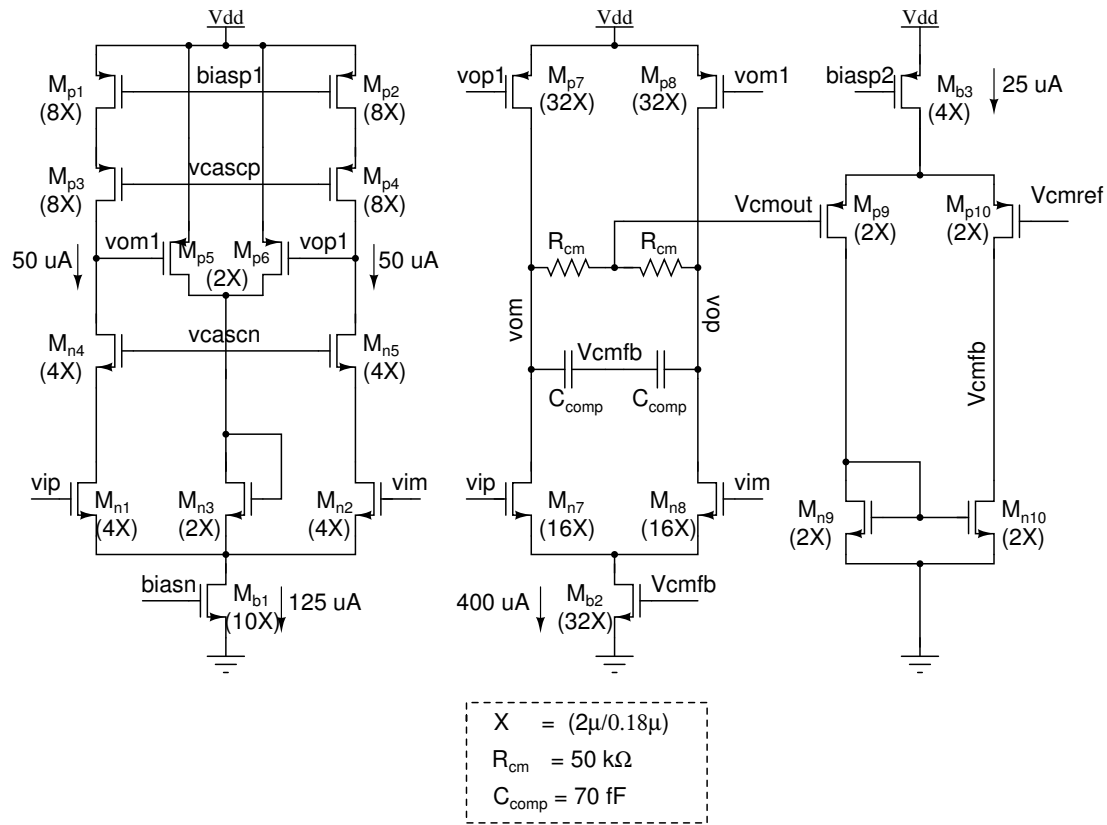 Vdd
Vdd
Vdd
Mp1
(8X)
biasp1
Mp2
(8X)
vop1
Mp7
(32X)
Mp8
(32X)
vom1
biasp2
Mb3
(4X)
25 uA
Mp3
(8X)
vcascp
Mp4
(8X)
Vcmout
Mp9
(2X)
Mp10
(2X)
Vcmref
50 uA
vom1
Mp5
Mp6
(2X)
vop1
50 uA
Rcm
Rcm
vom
vop
Mn4
(4X)
vcascn
Mn5
(4X)
Vcmfb
Ccomp
Ccomp
Vcmfb
vip
Mn1
(4X)
Mn3
(2X)
Mn2
(4X)
vim
vip
Mn7
(16X)
Mn8
(16X)
vim
Mn9
(2X)
Mn10
(2X)
biasn
Mb1
(10X)
125 uA
400 uA
Mb2
(32X)
Vcmfb
X = (2μ/0.18μ)
Rcm = 50 kΩ
Ccomp = 70 fF